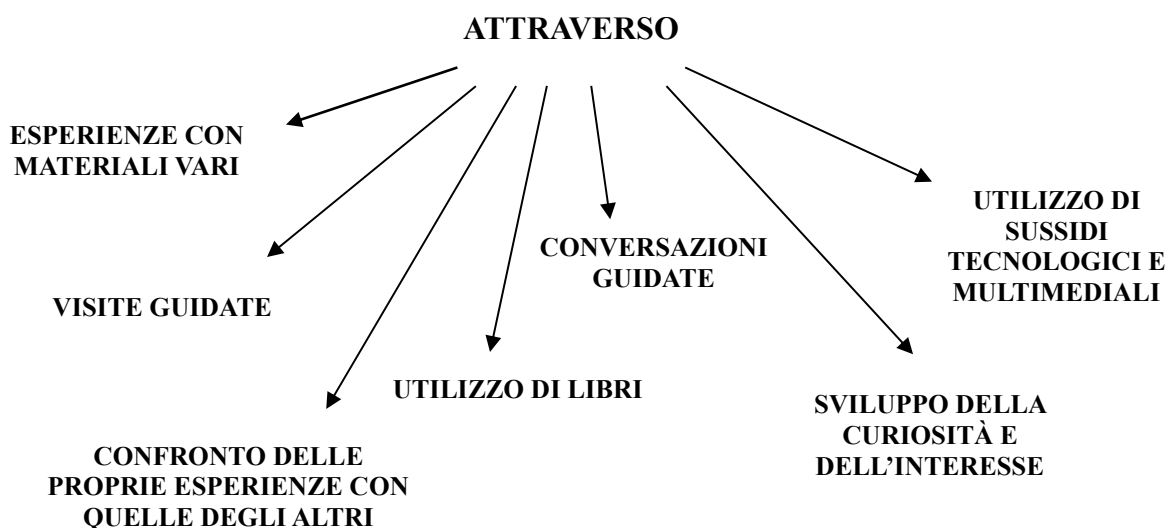 ATTRAVERSO
ESPERIENZE CON
MATERIALI VARI
VISITE GUIDATE
CONFRONTO DELLE
PROPRIE ESPERIENZE CON
QUELLE DEGLI ALTRI
UTILIZZO DI LIBRI
CONVERSAZIONI
GUIDATE
SVILUPPO DELLA
CURIOSITÀ E
DELL’INTERESSE
UTILIZZO DI
SUSSIDI
TECNOLOGICI E
MULTIMEDIALI